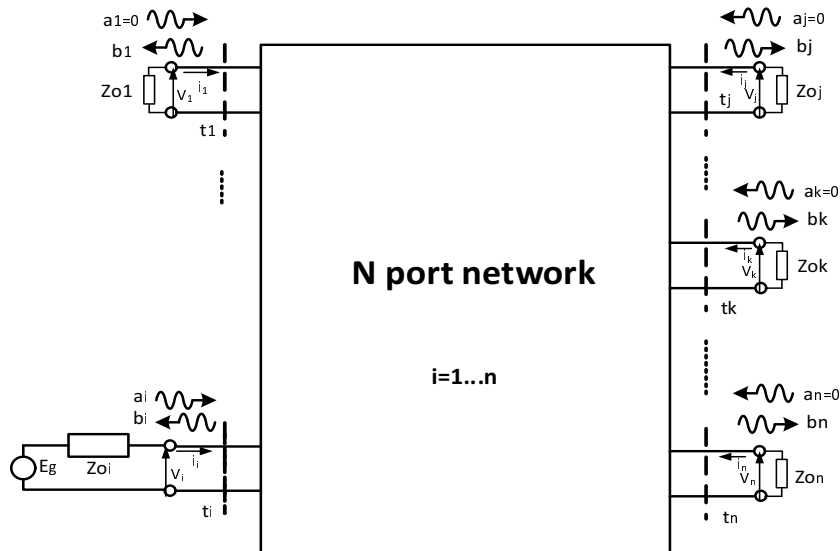 a1=0
b1
Zo1
V1
i1
t1
aj=0
bj
ij
Vj
Zoj
tj
ak=0
bk
ik
Vk
Zok
tk
N port network
i=1...n
ai
bi
Eg
Zoi
Vi
ii
ti
an=0
bn
in
Vn
Zon
tn